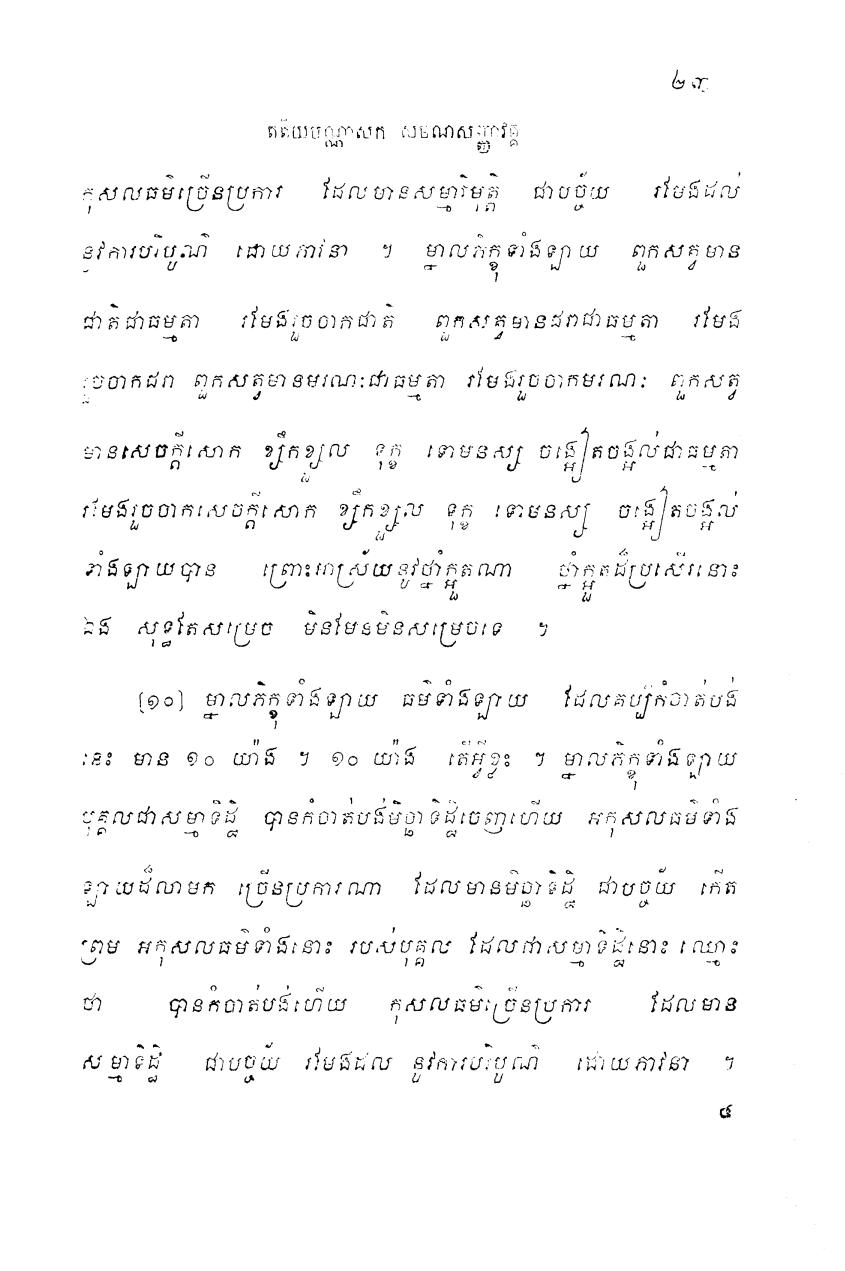 ២៣
តតិយបណ្ណាសក សមណសញ្ញាវគ្គ
កុសលធម៌ច្រើនប្រការ ដែលមានសម្មាវិមុត្តិ ជាបច្ច័យ រមែងដល់
នូវការបរិបូណ៌ ដោយភាវនា ។ ម្នាលភិក្ខុទាំងឡាយ ពួកសត្វមាន
ជាតិជាធម្មតា រមែងរួចចាកជាតិ ពួកសត្វមានជរាជាធម្មតា រមែង
រួចចាកជរា ពួកសត្វមានមរណៈជាធម្មតា រមែងរួចចាកមរណៈ ពួកសត្វ
មានសេចក្តីសោក ខ្សឹកខ្សួល ទុក្ខ ទោមនស្ស ចង្អៀតចង្អល់ជាធម្មតា
រមែងរួចចាកសេចក្តីសោក ខ្សឹកខ្សួល ទុក្ខ ទោមនស្ស ចង្អៀតចង្អល់
ទាំងឡាយបាន ព្រោះអាស្រ័យនូវថ្នាំក្អួតណា ថ្នាំក្អួតដ៏ប្រសើរនោះ
ឯង សុទ្ធតែសម្រេច មិនមែនមិនសម្រេចទេ ។
[១០] ម្នាលភិក្ខុទាំងឡាយ ធម៌ទាំងឡាយ ដែលគប្បីកំចាត់បង់
នេះ មាន ១០ យ៉ាង ។ ១០ យ៉ាង តើអ្វីខ្លះ ។ ម្នាលភិក្ខុទាំងឡាយ
បុគ្គលជាសម្មាទិដ្ឋិ បានកំចាត់បង់មិច្ឆាទិដ្ឋិចេញហើយ អកុសលធម៌ទាំង
ឡាយដ៏លាមក ច្រើនប្រការណា ដែលមានមិច្ឆាទិដ្ឋិ ជាបច្ច័យ កើត
ព្រម អកុសលធម៌ទាំងនោះ របស់បុគ្គល ដែលជាសម្មាទិដ្ឋិនោះ ឈ្មោះ
ថា បានកំចាត់បង់ហើយ កុសលធម៌ច្រើនប្រការ ដែលមាន
សម្មាទិដ្ឋិ ជាបច្ច័យ រមែងដល់ នូវការបរិបូណ៌ ដោយភាវនា ។
៨